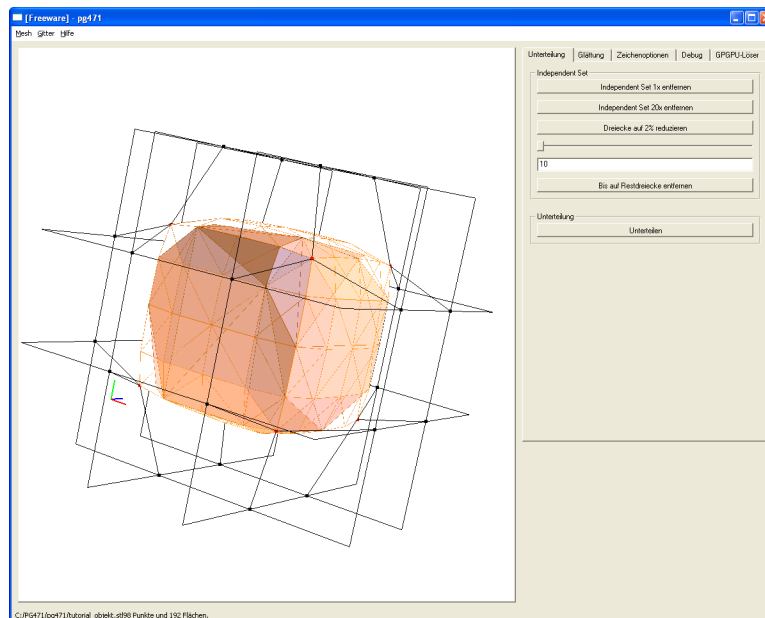 [Freeware] - pg471
Mesh Gitter Hilfe
Unterteilung Glättung Zeichenoptionen Debug GPGPU-Löser
Independent Set
Independent Set 1x entfernen
Independent Set 20x entfernen
Dreiecke auf 2% reduzieren
10
Bis auf Restdreiecke entfernen
Unterteilung
Unterteilen
C:/PG471/pg471/tutorial_objekt.stl98 Punkte und 192 Flächen.